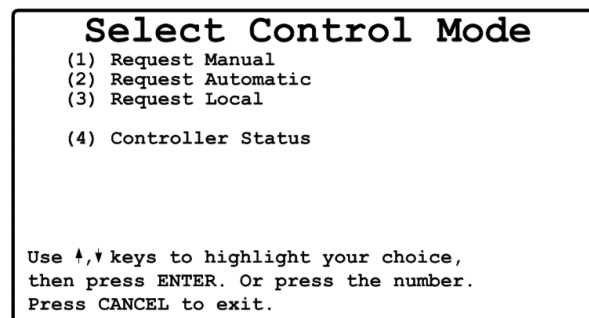 Select Control Mode
(1) Request Manual
(2) Request Automatic
(3) Request Local
(4) Controller Status
Use ↑,↓ keys to highlight your choice,
then press ENTER. Or press the number.
Press CANCEL to exit.